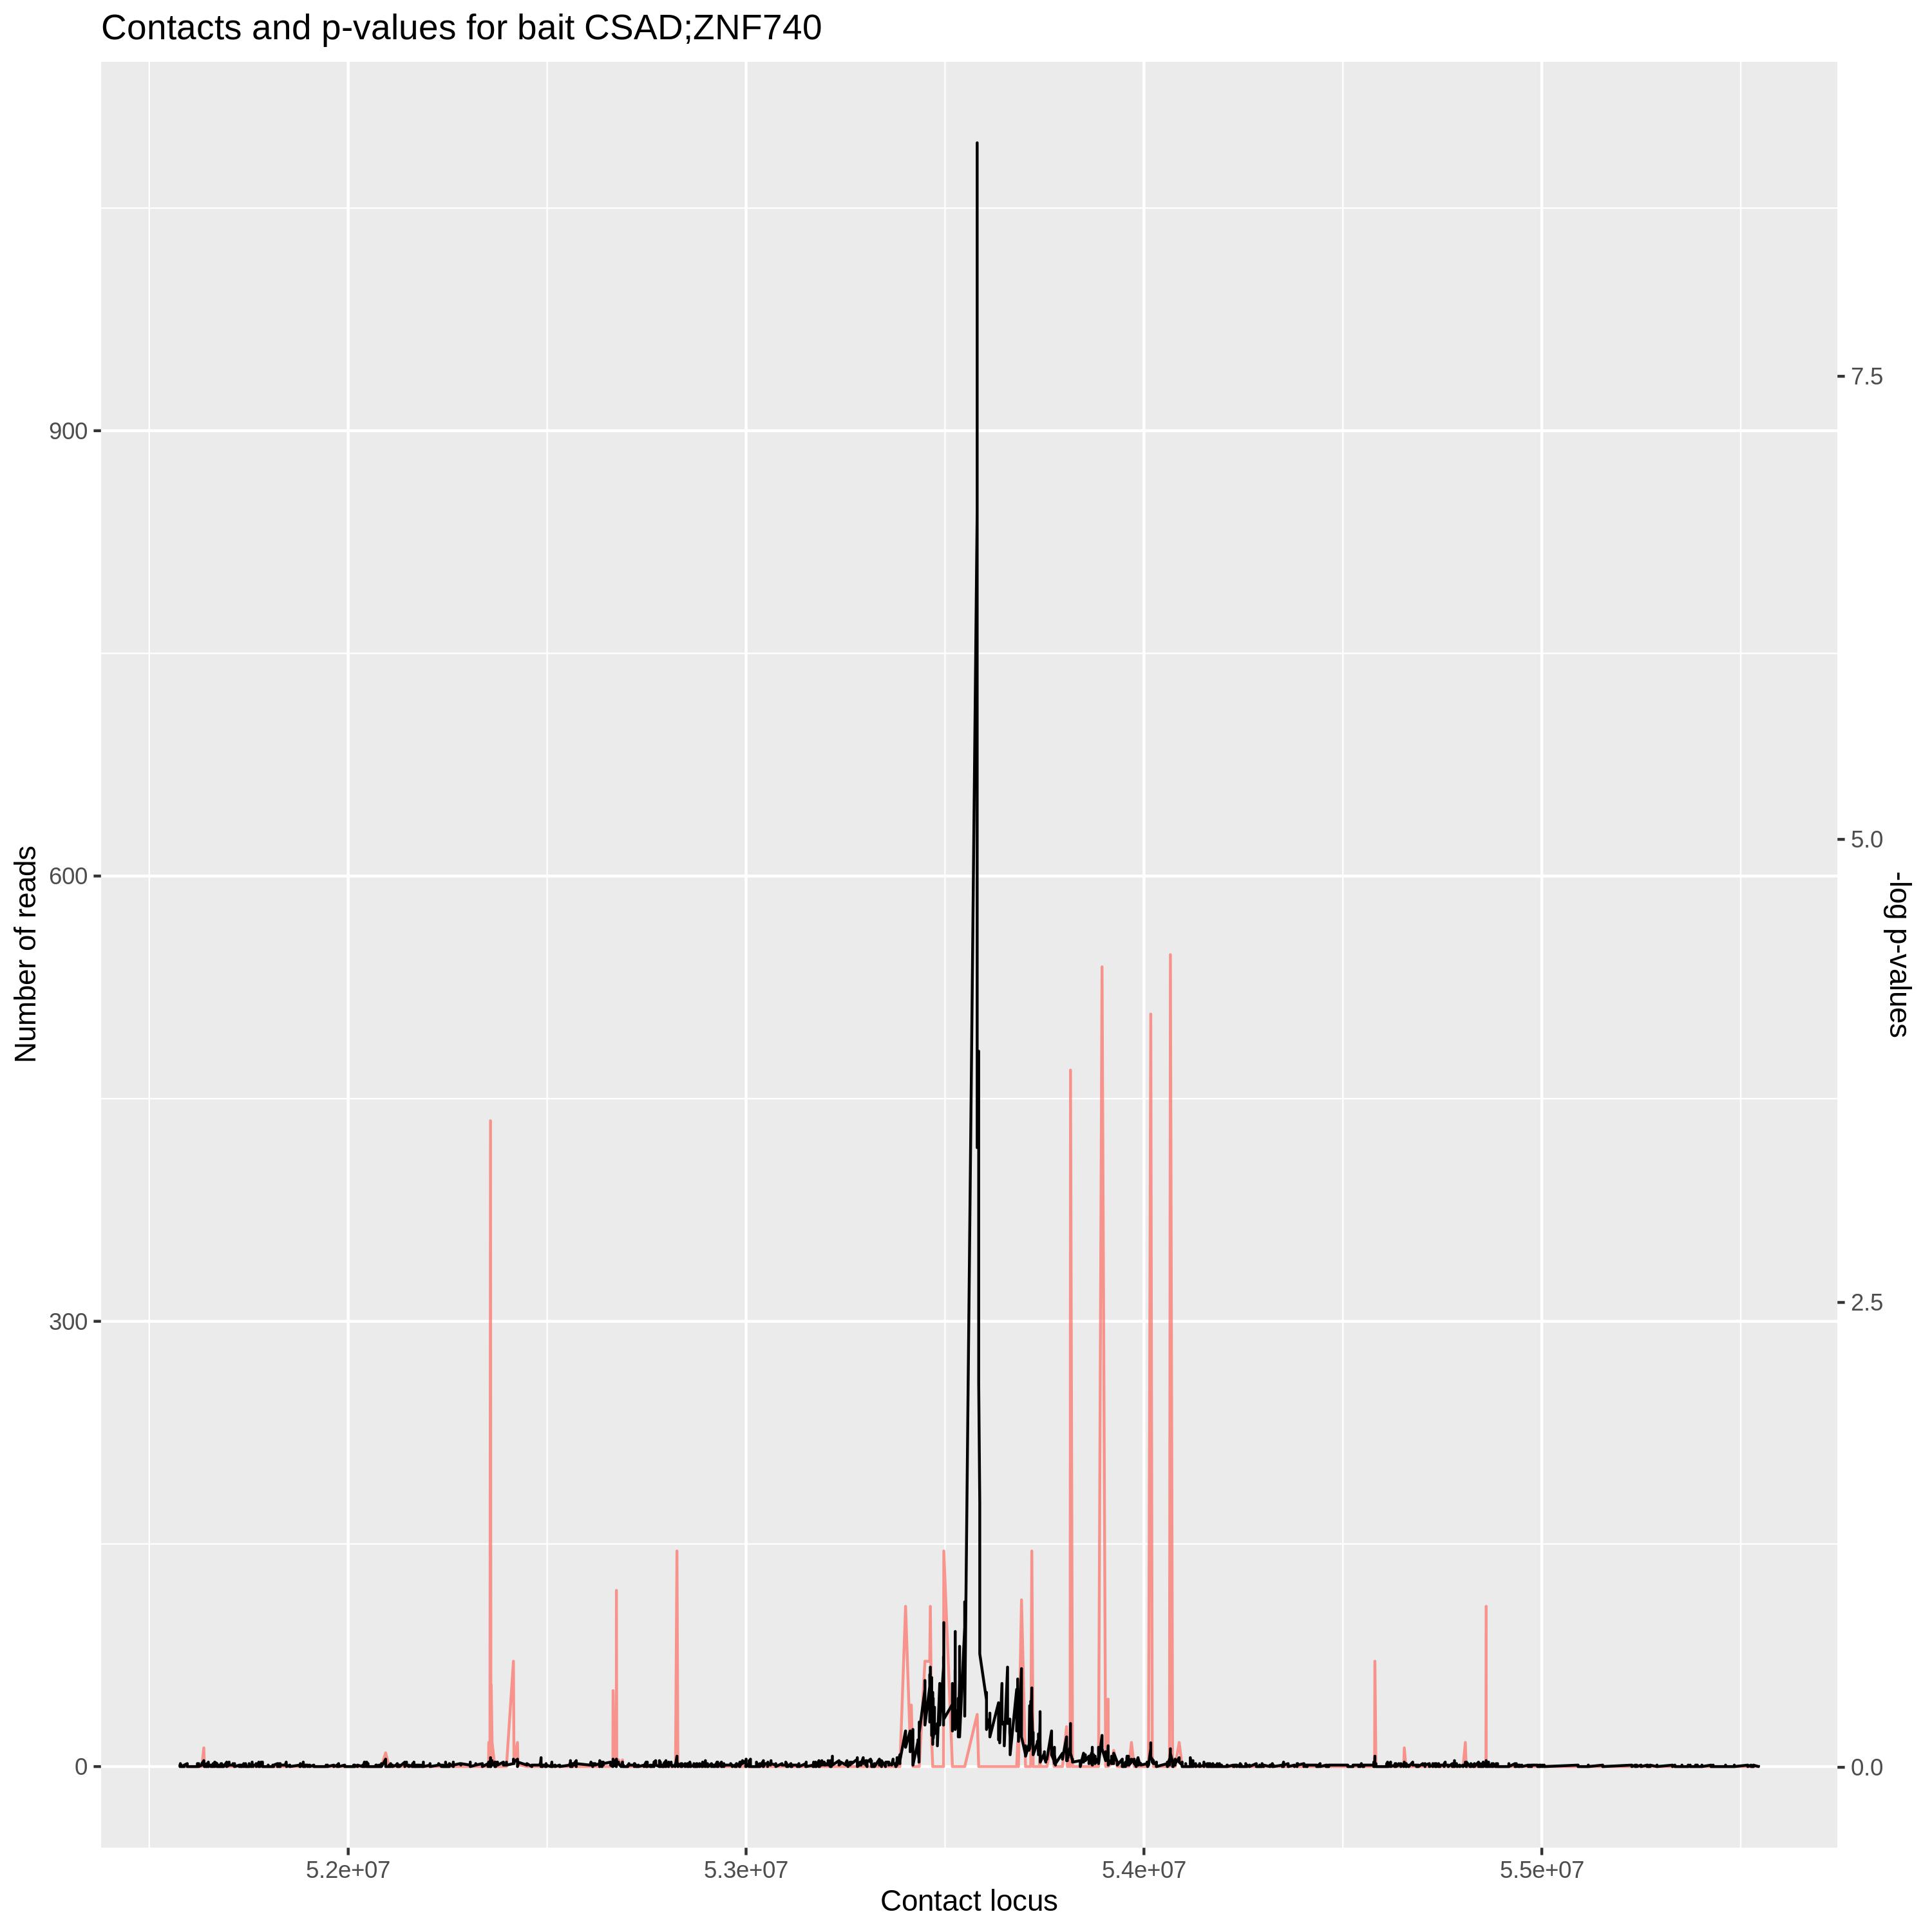 Contacts and p-values for bait CSAD;ZNF740
Number of reads
900
600
300
0
7.5
5.0
2.5
0.0
-log p-values
5.2e+07
5.3e+07
5.4e+07
5.5e+07
Contact locus